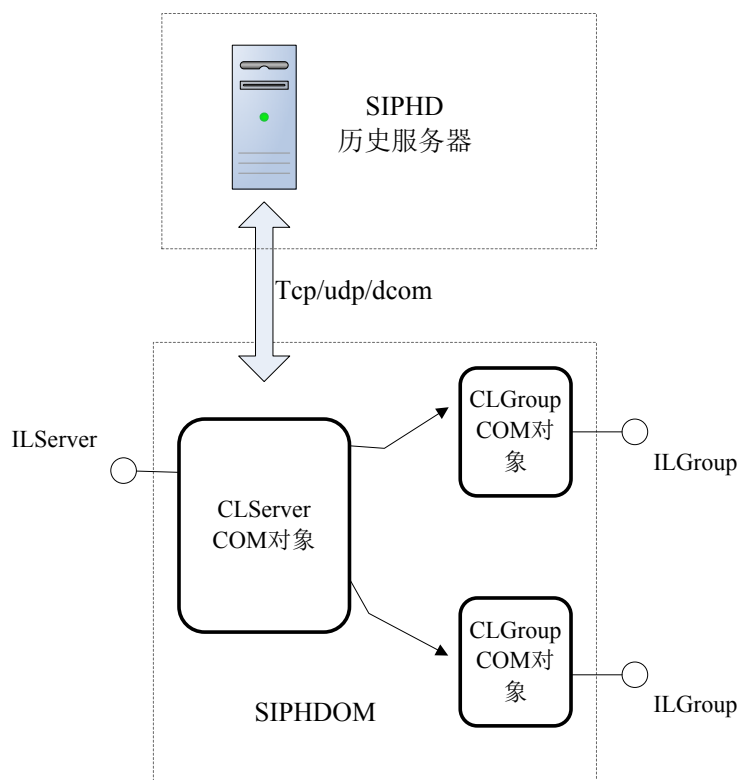 SIPHD
历史服务器
Tcp/udp/dcom
ILServer
CLServer
COM对象
CLGroup
COM对
象
ILGroup
CLGroup
COM对
象
ILGroup
SIPHDOM